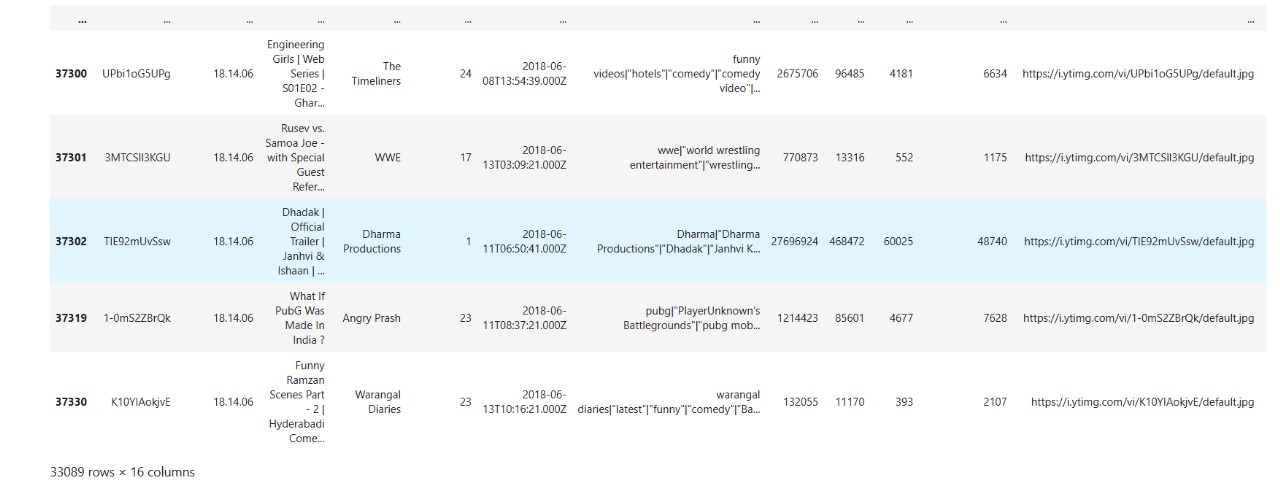 ... ... ... ... ... ... ... ... ... ... ... ... ...
37300 UPbi1oG5UPg 18.14.06 Engineering Girls | Web Series | S01E02 - Ghar... The Timeliners 24 2018-06-08T13:54:39.000Z funny videos|"hotels"|"comedy"|"comedy video"|... 2675706 96485 4181 6634 https://i.ytimg.com/vi/UPbi1oG5UPg/default.jpg
37301 3MTCSII3KGU 18.14.06 Rusev vs. Samoa Joe - with Special Guest Refer... WWE 17 2018-06-13T03:09:21.000Z wwe|"world wrestling entertainment"|"wrestling... 770873 13316 552 1175 https://i.ytimg.com/vi/3MTCSII3KGU/default.jpg
37302 TIE92mUvSsw 18.14.06 Dhadak | Official Trailer | Janhvi & Ishaan | ... Dharma Productions 1 2018-06-11T06:50:41.000Z Dharma|"Dharma Productions"|"Dhadak"|"Janhvi K... 27696924 468472 60025 48740 https://i.ytimg.com/vi/TIE92mUvSsw/default.jpg
37319 1-0mS2ZBrQk 18.14.06 What If PubG Was Made In India ? Angry Prash 23 2018-06-11T08:37:21.000Z pubg|"PlayerUnknown's Battlegrounds"|"pubg mob... 1214423 85601 4677 7628 https://i.ytimg.com/vi/1-0mS2ZBrQk/default.jpg
37330 K10YIAokjvE 18.14.06 Funny Ramzan Scenes Part - 2 | Hyderabadi Come... Warangal Diaries 23 2018-06-13T10:16:21.000Z warangal diaries|"latest"|"funny"|"comedy"|"Ba... 132055 11170 393 2107 https://i.ytimg.com/vi/K10YIAokjvE/default.jpg
33089 rows × 16 columns